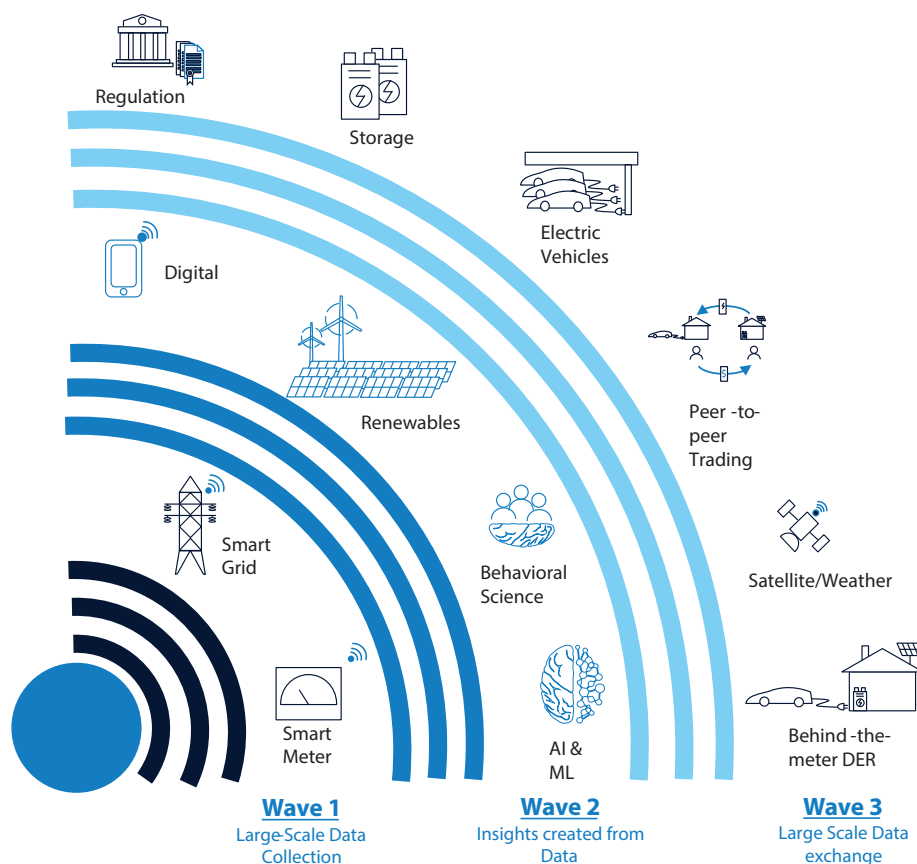 Regulation
Storage
Electric
Vehicles
Digital
Renewables
Peer -to-
peer
Trading
Smart
Grid
Behavioral
Science
Satellite/Weather
Smart
Meter
AI &
ML
Behind -the-
meter DER
Wave 1
Large-Scale Data
Collection
Wave 2
Insights created from
Data
Wave 3
Large Scale Data
exchange